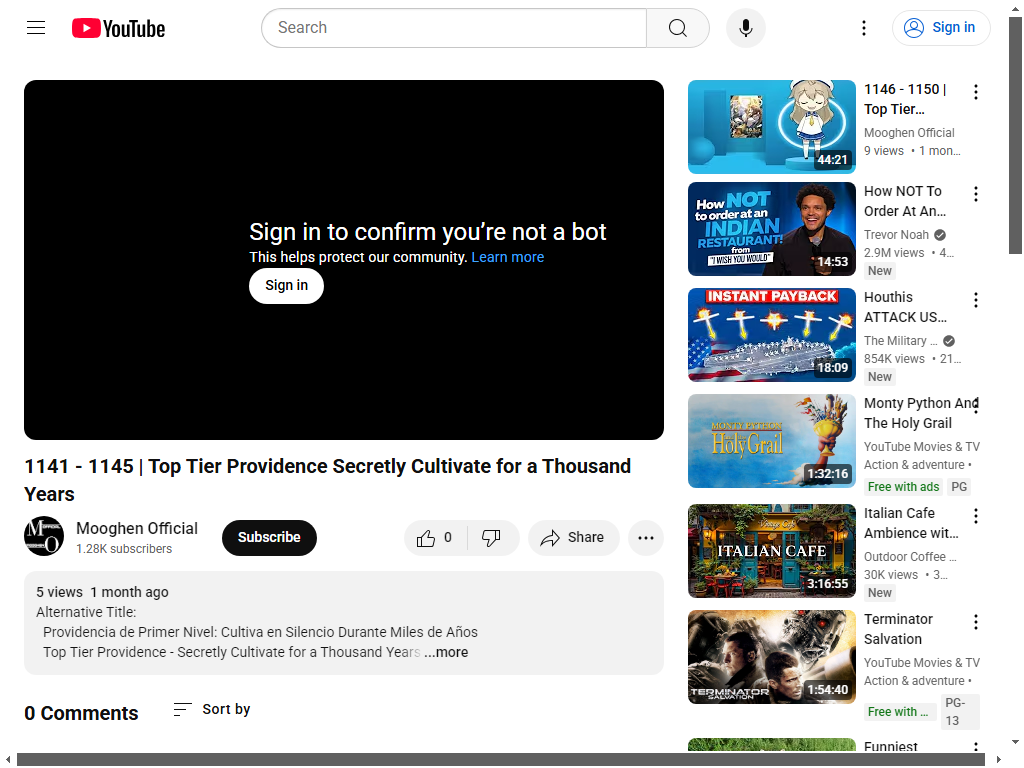 YouTube
Search
Sign in
Sign in to confirm you’re not a bot
This helps protect our community. Learn more
Sign in
1141 - 1145 | Top Tier Providence Secretly Cultivate for a Thousand
Years
Mooghen Official
1.28K subscribers
Subscribe
0
Share
5 views 1 month ago
Alternative Title:
Providencia de Primer Nivel: Cultiva en Silencio Durante Miles de Años
Top Tier Providence - Secretly Cultivate for a Thousand Years ...more
0 Comments
Sort by
44:21
1146 - 1150 |
Top Tier…
Mooghen Official
9 views • 1 mon…
How NOT
to order at an
INDIAN
RESTAURANT!
from
"I WISH YOU WOULD"
14:53
How NOT To
Order At An…
Trevor Noah
2.9M views • 4…
New
INSTANT PAYBACK
18:09
Houthis
ATTACK US…
The Military …
854K views • 21…
New
MONTY PYTHON
AND THE
Holy Grail
1:32:16
Monty Python And
The Holy Grail
YouTube Movies & TV
Action & adventure •
Free with ads
PG
Vintage Café
ITALIAN CAFE
3:16:55
Italian Cafe
Ambience wit…
Outdoor Coffee …
30K views • 3…
New
TERMINATOR
SALVATION
1:54:40
Terminator
Salvation
YouTube Movies & TV
Action & adventure •
Free with …
PG-
13
Funniest